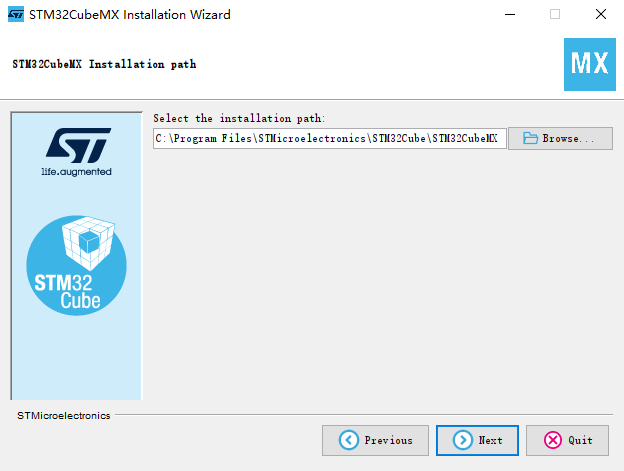 STM32CubeMX Installation Wizard
STM32CubeMX Installation path
MX
Select the installation path:
C:\Program Files\STMicroelectronics\STM32Cube\STM32CubeMX
Browse...
ST
life.augmented
STM32
Cube
STMicroelectronics
Previous
Next
Quit